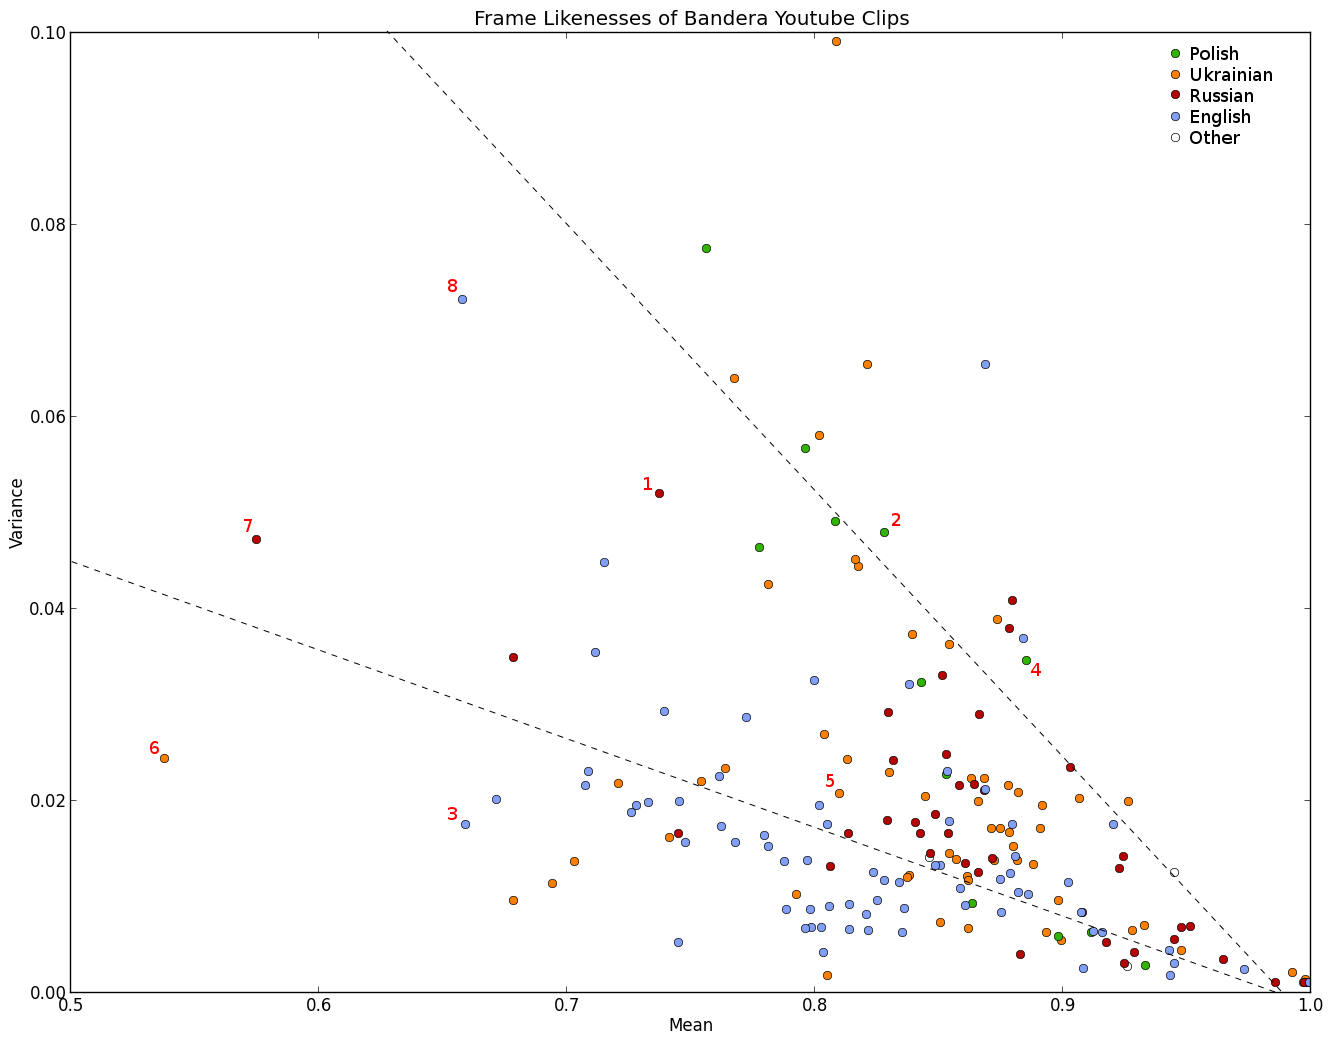 Frame Likenesses of Bandera Youtube Clips
0.10
0.08
0.06
0.04
0.02
0.00
Variance
Polish
Ukrainian
Russian
English
Other
8
1
2
7
4
6
5
3
0.5 0.6 0.7 0.8 0.9 1.0
Mean